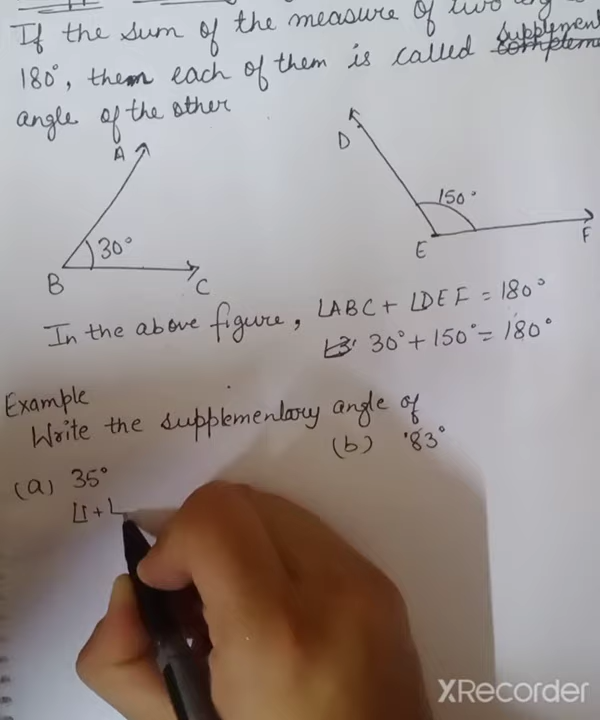 If the sum of the measure of two ang
180°, them each of them is called supplement
angle of the other
A
D
30°
150°
B
C
E
F
In the above figure, ∠ABC + ∠DEF = 180°
30° + 150° = 180°
Example
Write the supplementary angle of
(a) 35°
(b) 83°
∠1 + ∠
XRecorder